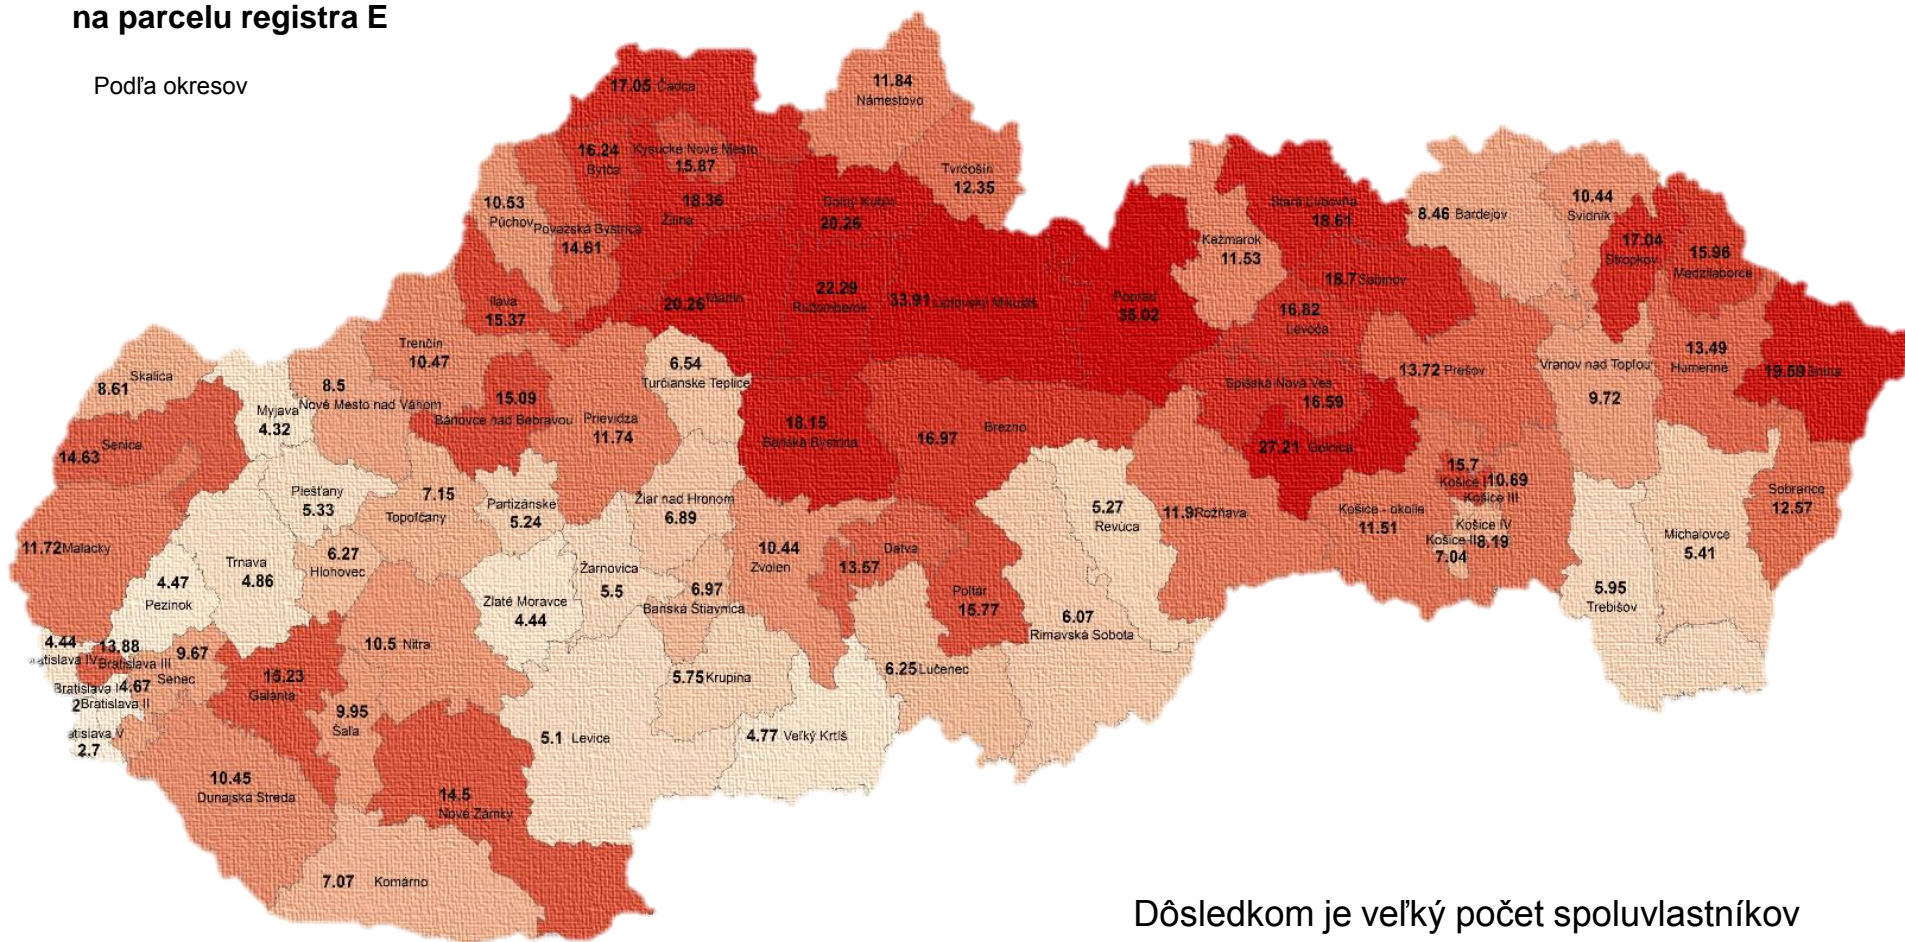 na parcelu registra E
Podľa okresov
17.05 Čadca
11.84
Námestovo
16.24
Bytča
Kysucke Nové Mesto
15.87
Tvrdošín
12.35
10.53
Púchov
Považská Bystrica
14.61
18.36
Žilina
Dolný Kubín
20.26
Stará Ľubovňa
18.61
8.46 Bardejov
10.44
Svidník
17.04
Stropkov
15.96
Medzilaborce
Kežmarok
11.53
18.7 Sabinov
Ilava
15.37
20.26 Martin
22.29
Ružomberok
33.91 Liptovský Mikuláš
Poprad
35.02
16.82
Levoča
Trenčín
10.47
6.54
Turčianske Teplice
13.72 Prešov
Vranov nad Topľou
9.72
13.49
Humenné
19.59 Snina
Skalica
8.61
8.5
Nové Mesto nad Váhom
Myjava
4.32
15.09
Bánovce nad Bebravou
Prievidza
11.74
18.15
Banská Bystrica
16.97
Brezno
Spišská Nová Ves
16.59
27.21 Gelnica
Senica
14.63
15.7
Košice I
10.69
Košice III
Piešťany
5.33
7.15
Topoľčany
Partizánske
5.24
Žiar nad Hronom
6.89
5.27
Revúca
11.9 Rožňava
Košice - okolie
11.51
Košice IV
8.19
Košice II
7.04
Sobrance
12.57
Michalovce
5.41
11.72 Malacky
Trnava
4.86
6.27
Hlohovec
10.44
Zvolen
Detva
13.57
4.47
Pezinok
Žarnovica
5.5
6.97
Banská Štiavnica
Poltár
15.77
5.95
Trebišov
Zlaté Moravce
4.44
6.07
Rimavská Sobota
4.44
atislava IV
13.88
Bratislava III
9.67
Senec
10.5 Nitra
15.23
Galanta
5.75 Krupina
6.25 Lučenec
Bratislava I
4.67
2
Bratislava II
9.95
Šaľa
atislava V
2.7
5.1 Levice
4.77 Veľký Krtíš
10.45
Dunajská Streda
14.5
Nové Zámky
7.07 Komárno
Dôsledkom je veľký počet spoluvlastníkov